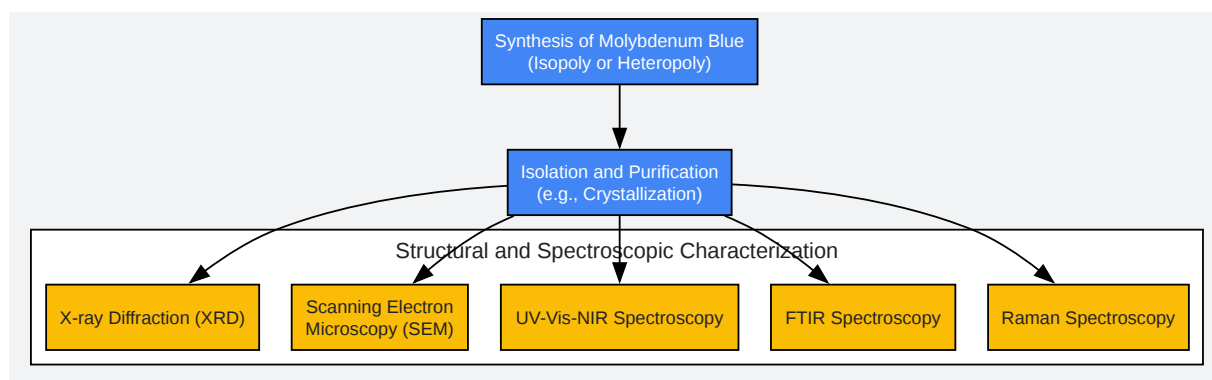 Synthesis of Molybdenum Blue
(Isopoly or Heteropoly)
Isolation and Purification
(e.g., Crystallization)
Structural and Spectroscopic Characterization
X-ray Diffraction (XRD)
Scanning Electron
Microscopy (SEM)
UV-Vis-NIR Spectroscopy
FTIR Spectroscopy
Raman Spectroscopy